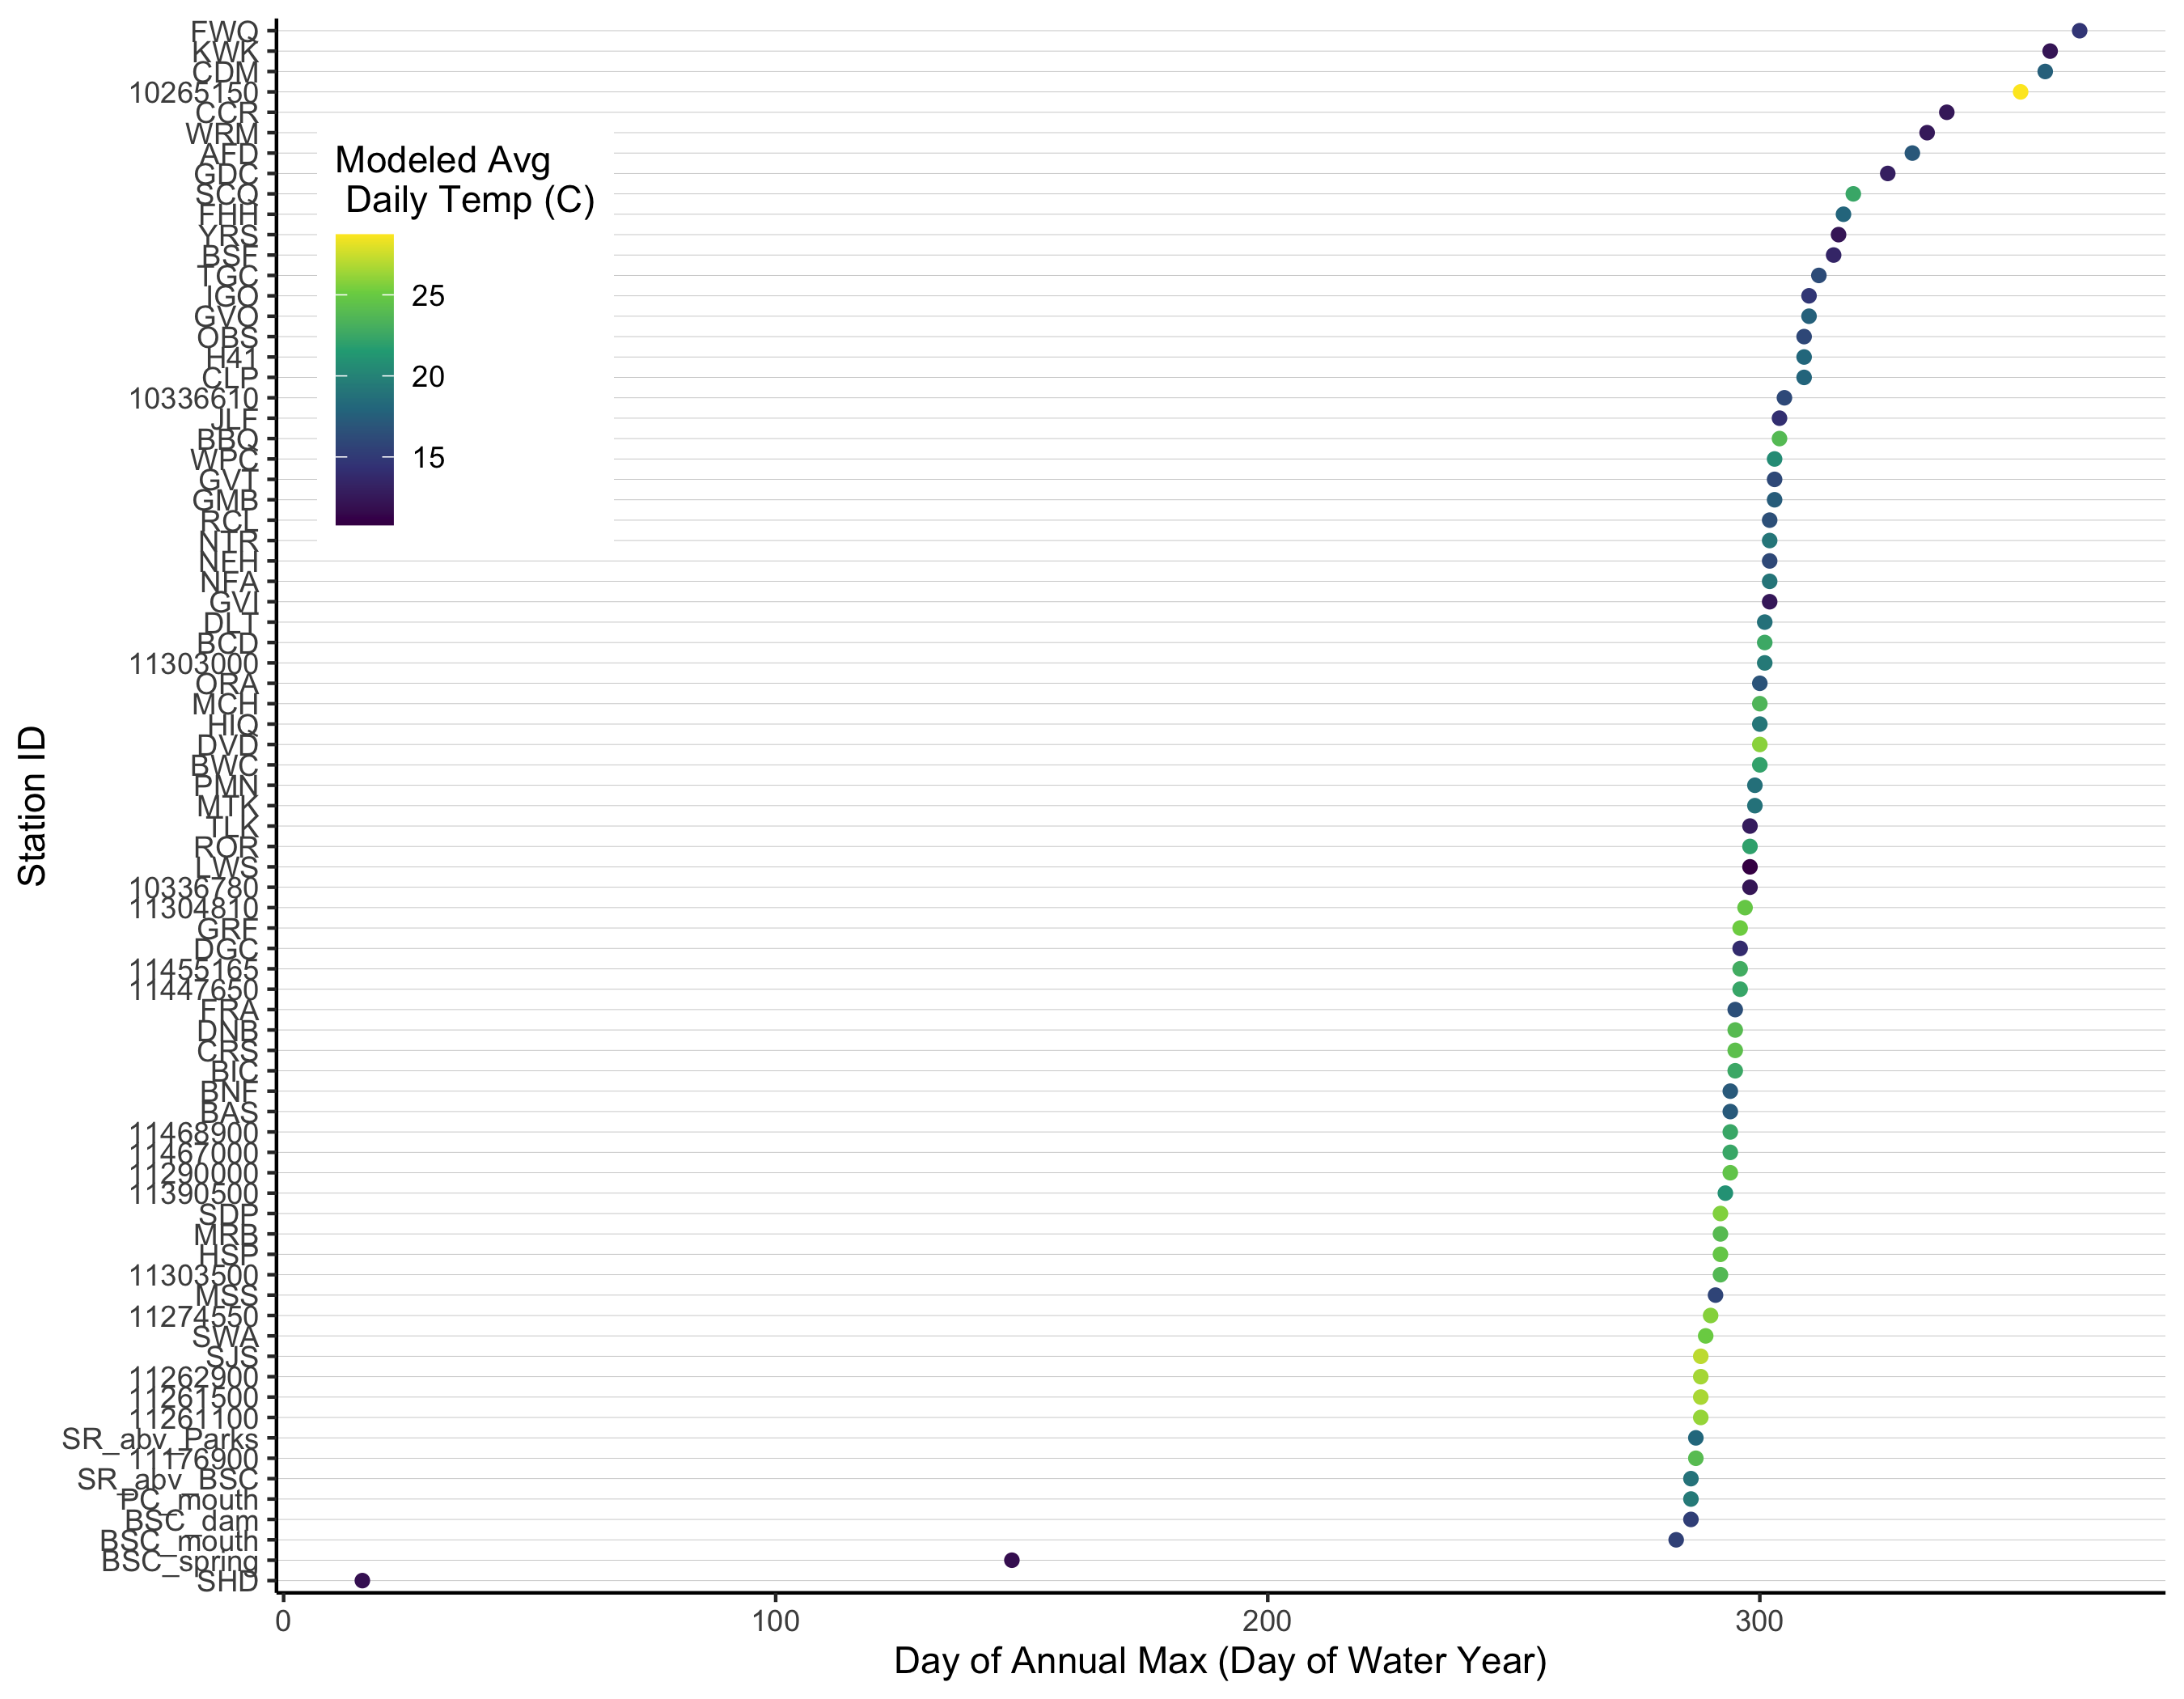 FWQ
KWK
CDM
10265150
CCR
WRM
AFD
GDC
SCQ
FHH
YRS
BSF
TGC
IGO
GVO
OBS
H41
CLP
10336610
JLF
BBQ
WPC
GVT
GMB
RCL
NTR
NFH
NFA
GVI
DLT
BCD
11303000
ORA
MCH
HIQ
DVD
BWC
PMN
MTK
TLK
ROR
LWS
10336780
11304810
GRF
DGC
11455165
11447650
FRA
DNB
CRS
BIC
BNF
BAS
11468900
11467000
11290000
11390500
SDP
MRB
HSP
11303500
MSS
11274550
SWA
SJS
11262900
11261500
11261100
SR_abv_Parks
11176900
SR_abv_BSC
PC_mouth
BSC_dam
BSC_mouth
BSC_spring
SHD
Station ID
Modeled Avg
Daily Temp (C)
25
20
15
0 100 200 300
Day of Annual Max (Day of Water Year)